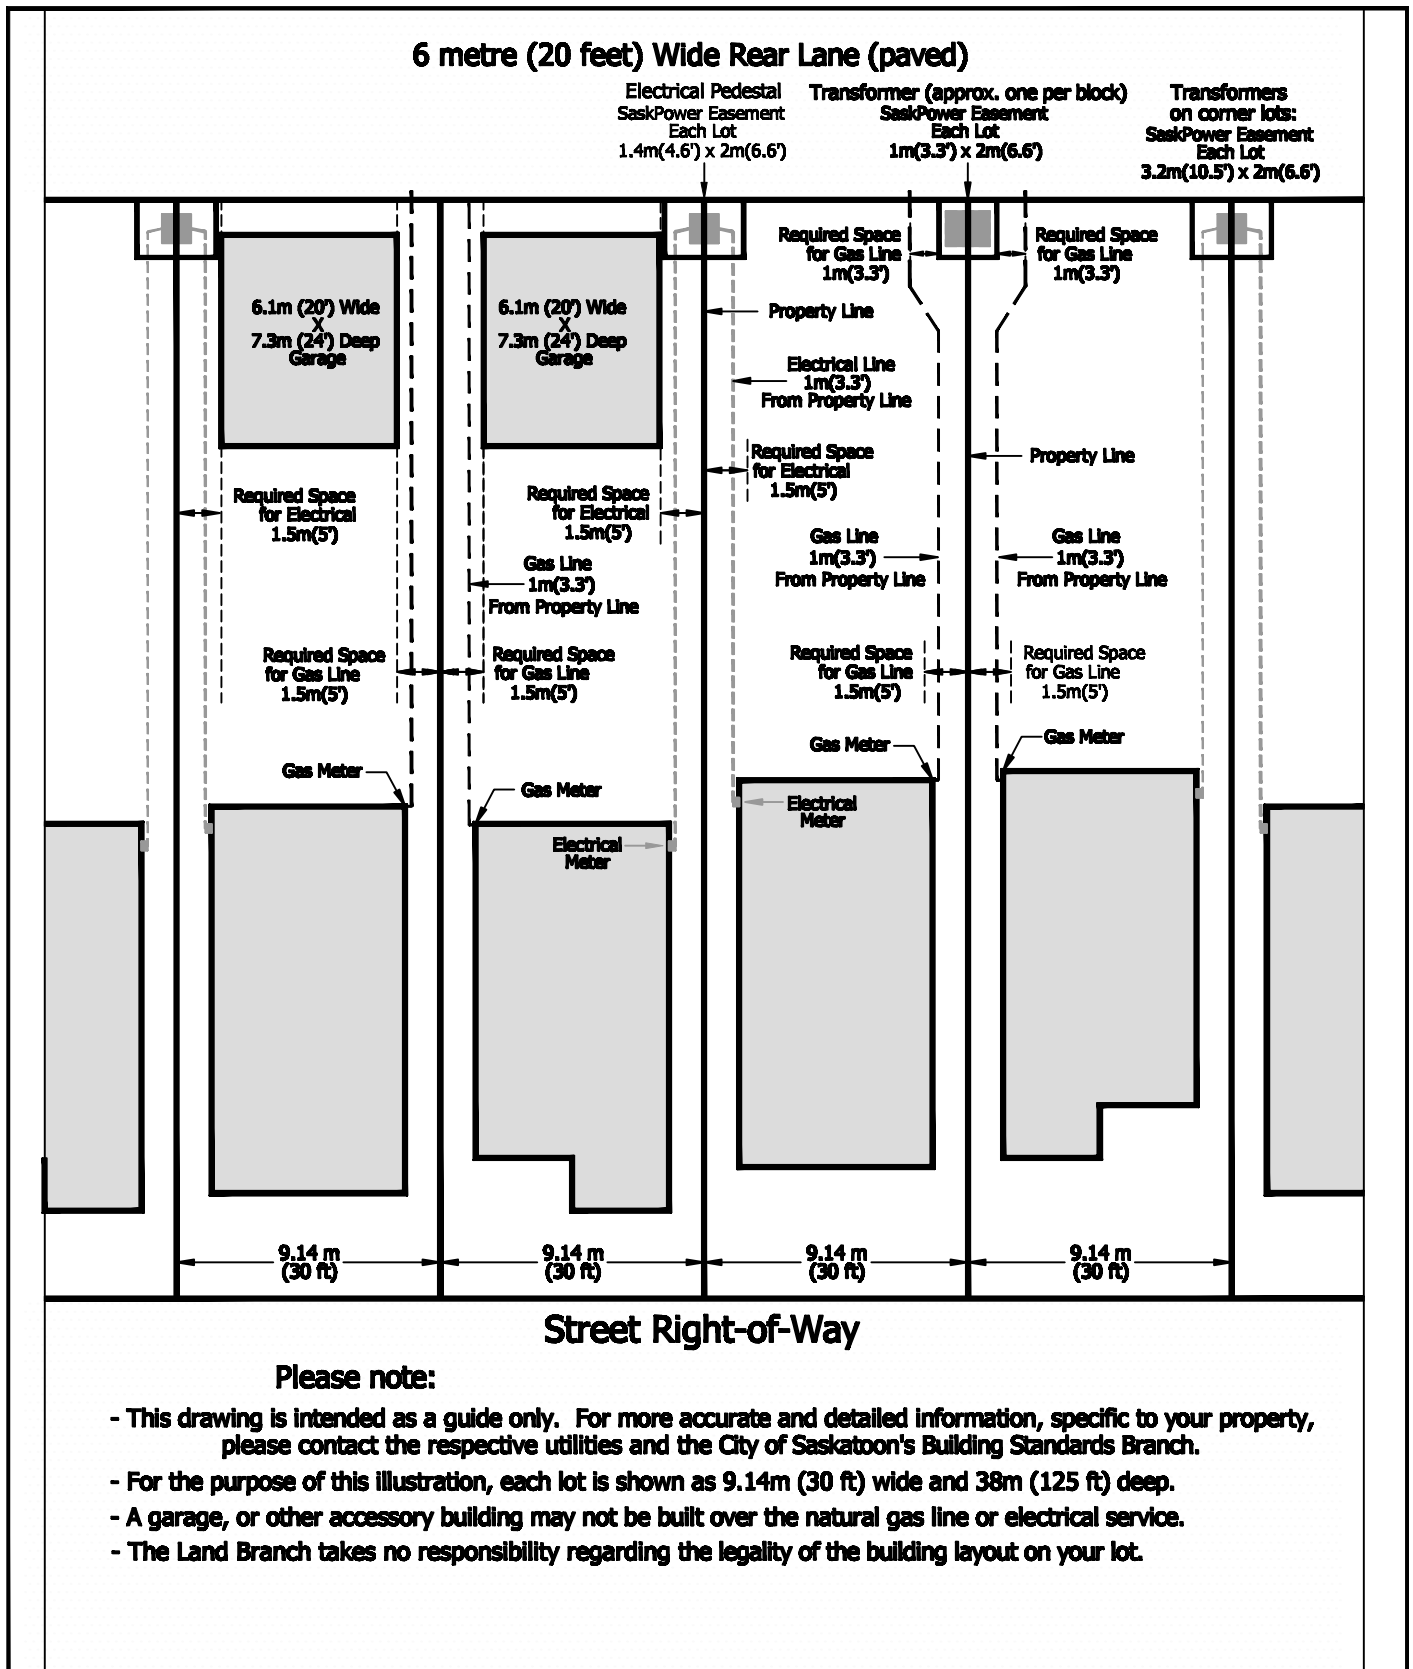 6 metre (20 feet) Wide Rear Lane (paved)
Electrical Pedestal
SaskPower Easement
Each Lot
1.4m(4.6') x 2m(6.6')
Transformer (approx. one per block)
SaskPower Easement
Each Lot
1m(3.3') x 2m(6.6')
Transformers
on corner lots:
SaskPower Easement
Each Lot
3.2m(10.5') x 2m(6.6')
Required Space
for Gas Line
1m(3.3')
Required Space
for Gas Line
1m(3.3')
6.1m (20') Wide
X
7.3m (24') Deep
Garage
6.1m (20') Wide
X
7.3m (24') Deep
Garage
Property Line
Electrical Line
1m(3.3')
From Property Line
Required Space
for Electrical
1.5m(5')
Property Line
Required Space
for Electrical
1.5m(5')
Required Space
for Electrical
1.5m(5')
Gas Line
1m(3.3')
From Property Line
Gas Line
1m(3.3')
From Property Line
Gas Line
1m(3.3')
From Property Line
Required Space
for Gas Line
1.5m(5')
Required Space
for Gas Line
1.5m(5')
Required Space
for Gas Line
1.5m(5')
Required Space
for Gas Line
1.5m(5')
Gas Meter
Gas Meter
Gas Meter
Gas Meter
Electrical
Meter
Electrical
Meter
9.14 m
(30 ft)
9.14 m
(30 ft)
9.14 m
(30 ft)
9.14 m
(30 ft)
Street Right-of-Way
Please note:
- This drawing is intended as a guide only. For more accurate and detailed information, specific to your property,
please contact the respective utilities and the City of Saskatoon's Building Standards Branch.
- For the purpose of this illustration, each lot is shown as 9.14m (30 ft) wide and 38m (125 ft) deep.
- A garage, or other accessory building may not be built over the natural gas line or electrical service.
- The Land Branch takes no responsibility regarding the legality of the building layout on your lot.